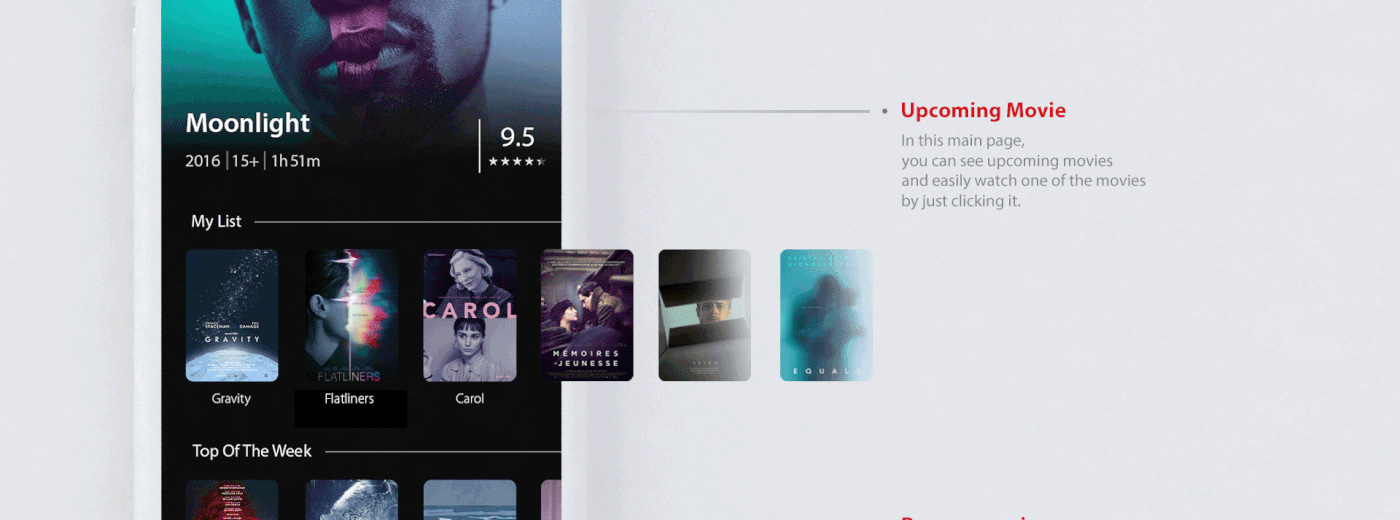 Moonlight
2016 | 15+ | 1h 51m
9.5
Upcoming Movie
In this main page,
you can see upcoming movies
and easily watch one of the movies
by just clicking it.
My List
GRAVITY
FLATLINERS
CAROL
MÉMOIRES
JEUNESSE
EQUALS
Gravity
Flatliners
Carol
Top Of The Week